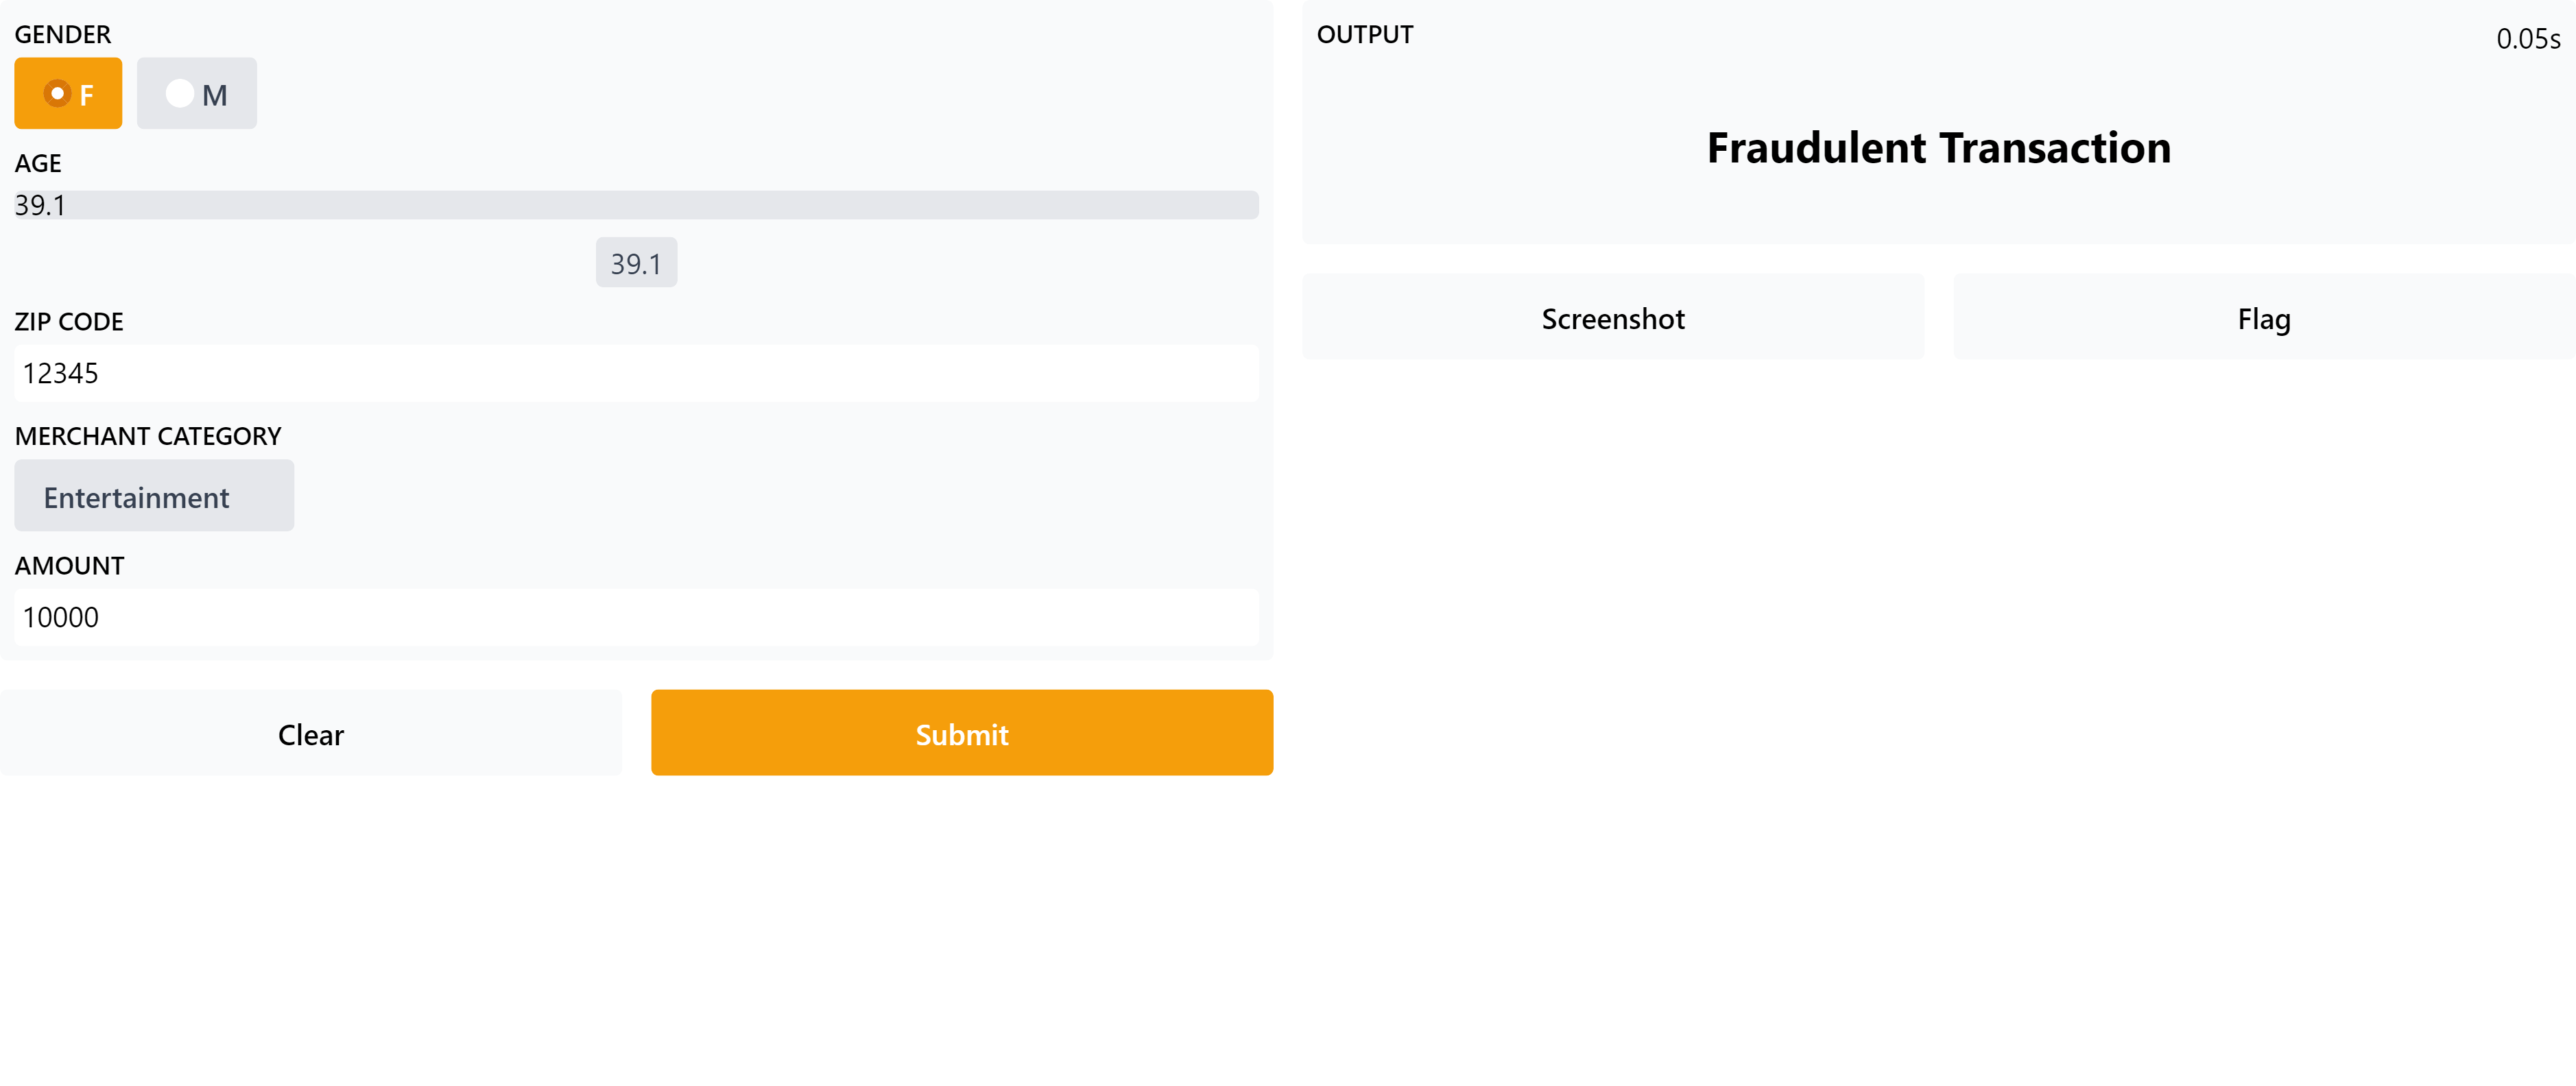 GENDER
F
M
AGE
39.1
39.1
ZIP CODE
12345
MERCHANT CATEGORY
Entertainment
AMOUNT
10000
Clear
Submit
OUTPUT
0.05s
Fraudulent Transaction
Screenshot
Flag